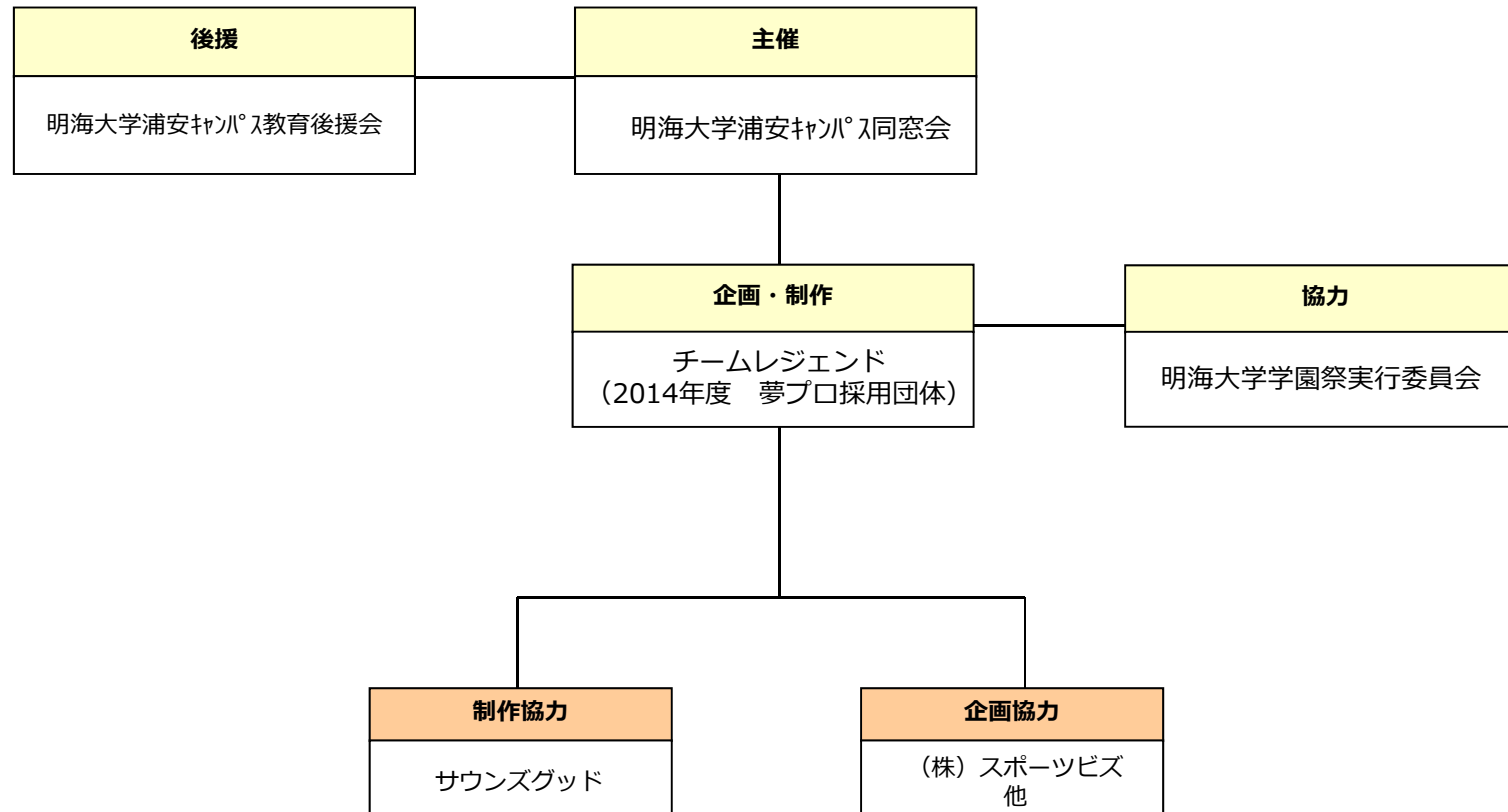 後援
主催
明海大学浦安ｷｬﾝﾊﾟｽ教育後援会
明海大学浦安ｷｬﾝﾊﾟｽ同窓会
企画・制作
協力
チームレジェンド
（2014年度　夢プロ採用団体）
明海大学学園祭実行委員会
制作協力
企画協力
サウンズグッド
（株）スポーツビズ
他